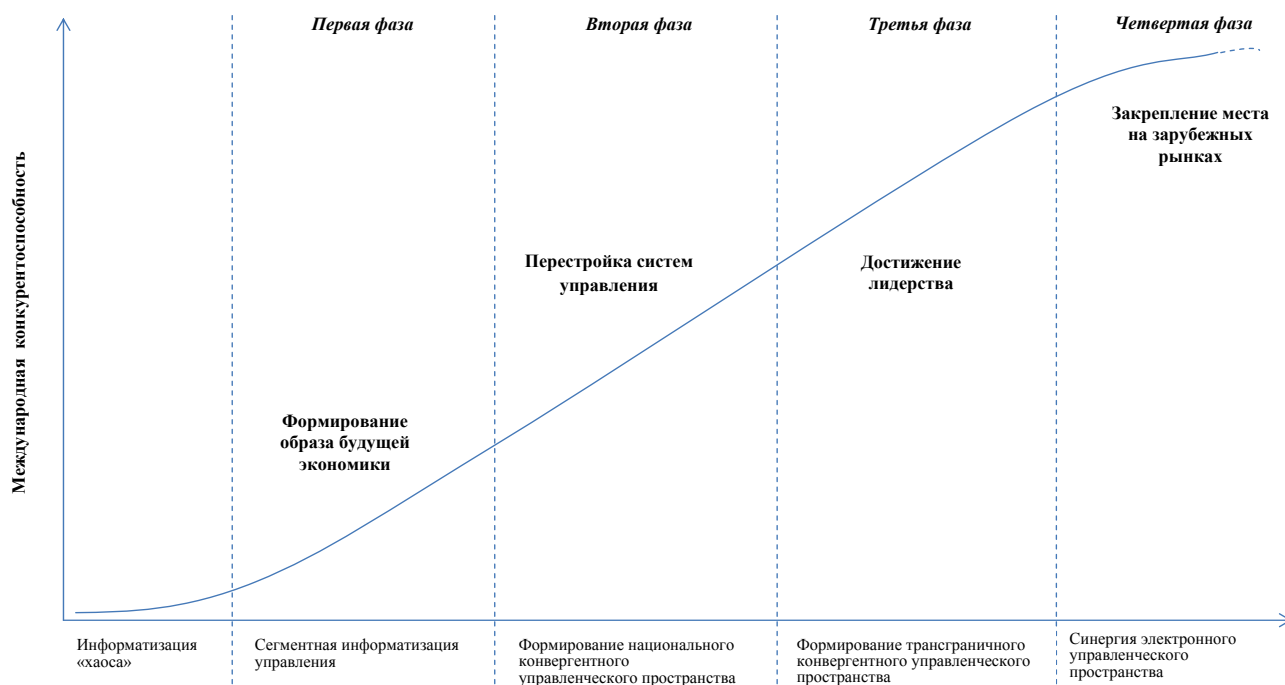 Первая фаза
Вторая фаза
Третья фаза
Четвертая фаза
Международная конкурентоспособность
Закрепление места
на зарубежных
рынках
Перестройка систем
управления
Достижение
лидерства
Формирование
образа будущей
экономики
Информатизация
«хаоса»
Сегментная информатизация
управления
Формирование национального
конвергентного
управленческого пространства
Формирование трансграничного
конвергентного управленческого
пространства
Синергия электронного
управленческого
пространства